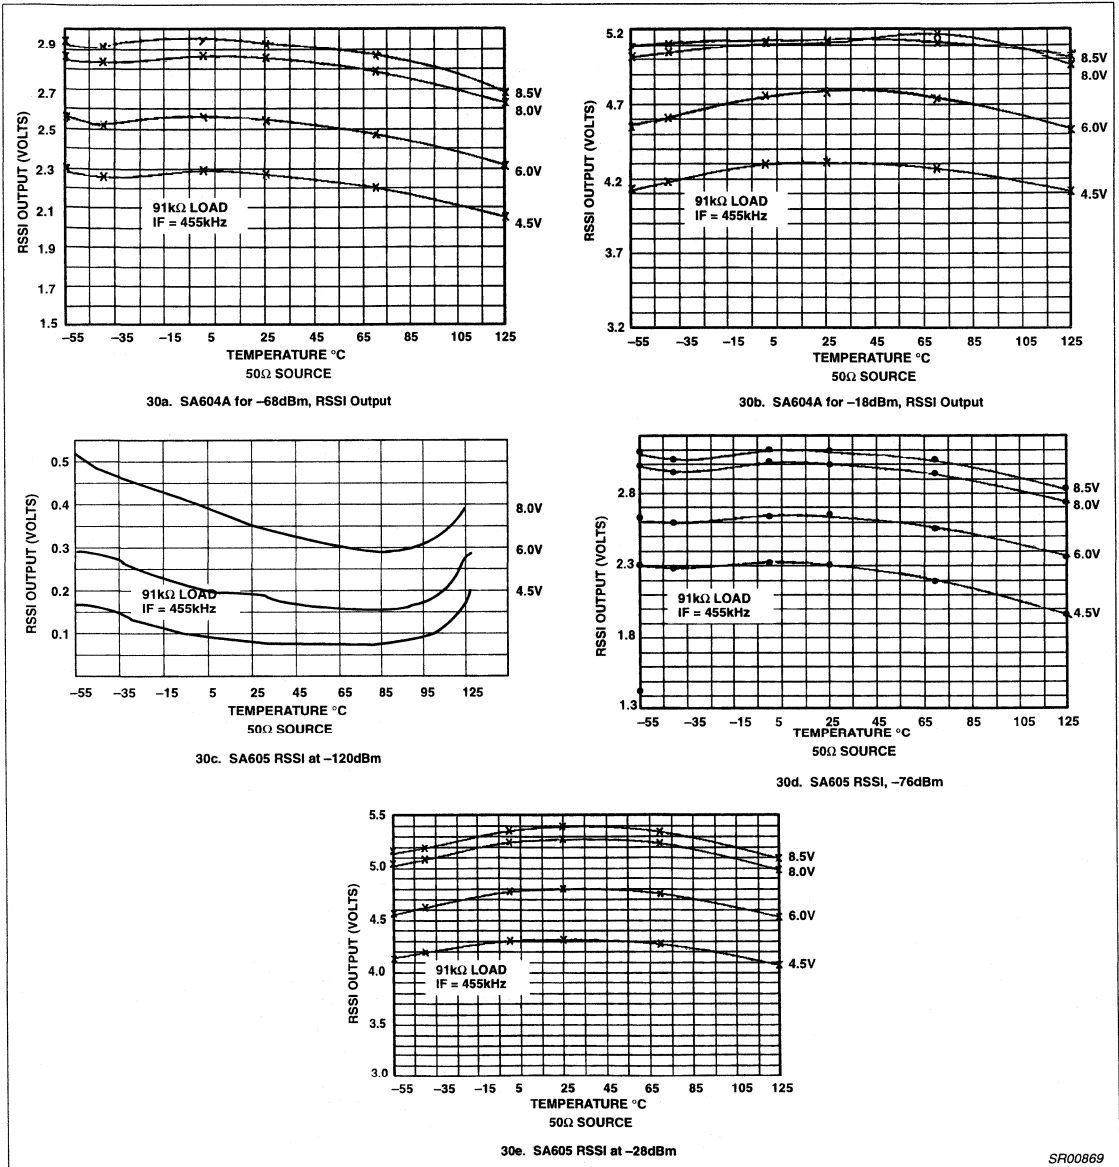 RSSI OUTPUT (VOLTS)
2.9
2.7
2.5
2.3
2.1
1.9
1.7
1.5
8.5V
8.0V
6.0V
4.5V
91kΩ LOAD
IF = 455kHz
–55 –35 –15 5 25 45 65 85 105 125
TEMPERATURE °C
50Ω SOURCE
30a. SA604A for –68dBm, RSSI Output
RSSI OUTPUT (VOLTS)
5.2
4.7
4.2
3.7
3.2
8.5V
8.0V
6.0V
4.5V
91kΩ LOAD
IF = 455kHz
–55 –35 –15 5 25 45 65 85 105 125
TEMPERATURE °C
50Ω SOURCE
30b. SA604A for –18dBm, RSSI Output
RSSI OUTPUT (VOLTS)
0.5
0.4
0.3
0.2
0.1
8.0V
6.0V
4.5V
91kΩ LOAD
IF = 455kHz
–55 –35 –15 5 25 45 65 85 95 125
TEMPERATURE °C
50Ω SOURCE
30c. SA605 RSSI at –120dBm
RSSI OUTPUT (VOLTS)
2.8
2.3
1.8
1.3
8.5V
8.0V
6.0V
4.5V
91kΩ LOAD
IF = 455kHz
–55 –35 –15 5 25 45 65 85 105 125
TEMPERATURE °C
50Ω SOURCE
30d. SA605 RSSI, –76dBm
RSSI OUTPUT (VOLTS)
5.5
5.0
4.5
4.0
3.5
3.0
8.5V
8.0V
6.0V
4.5V
91kΩ LOAD
IF = 455kHz
–55 –35 –15 5 25 45 65 85 105 125
TEMPERATURE °C
50Ω SOURCE
30e. SA605 RSSI at –28dBm
SR00869